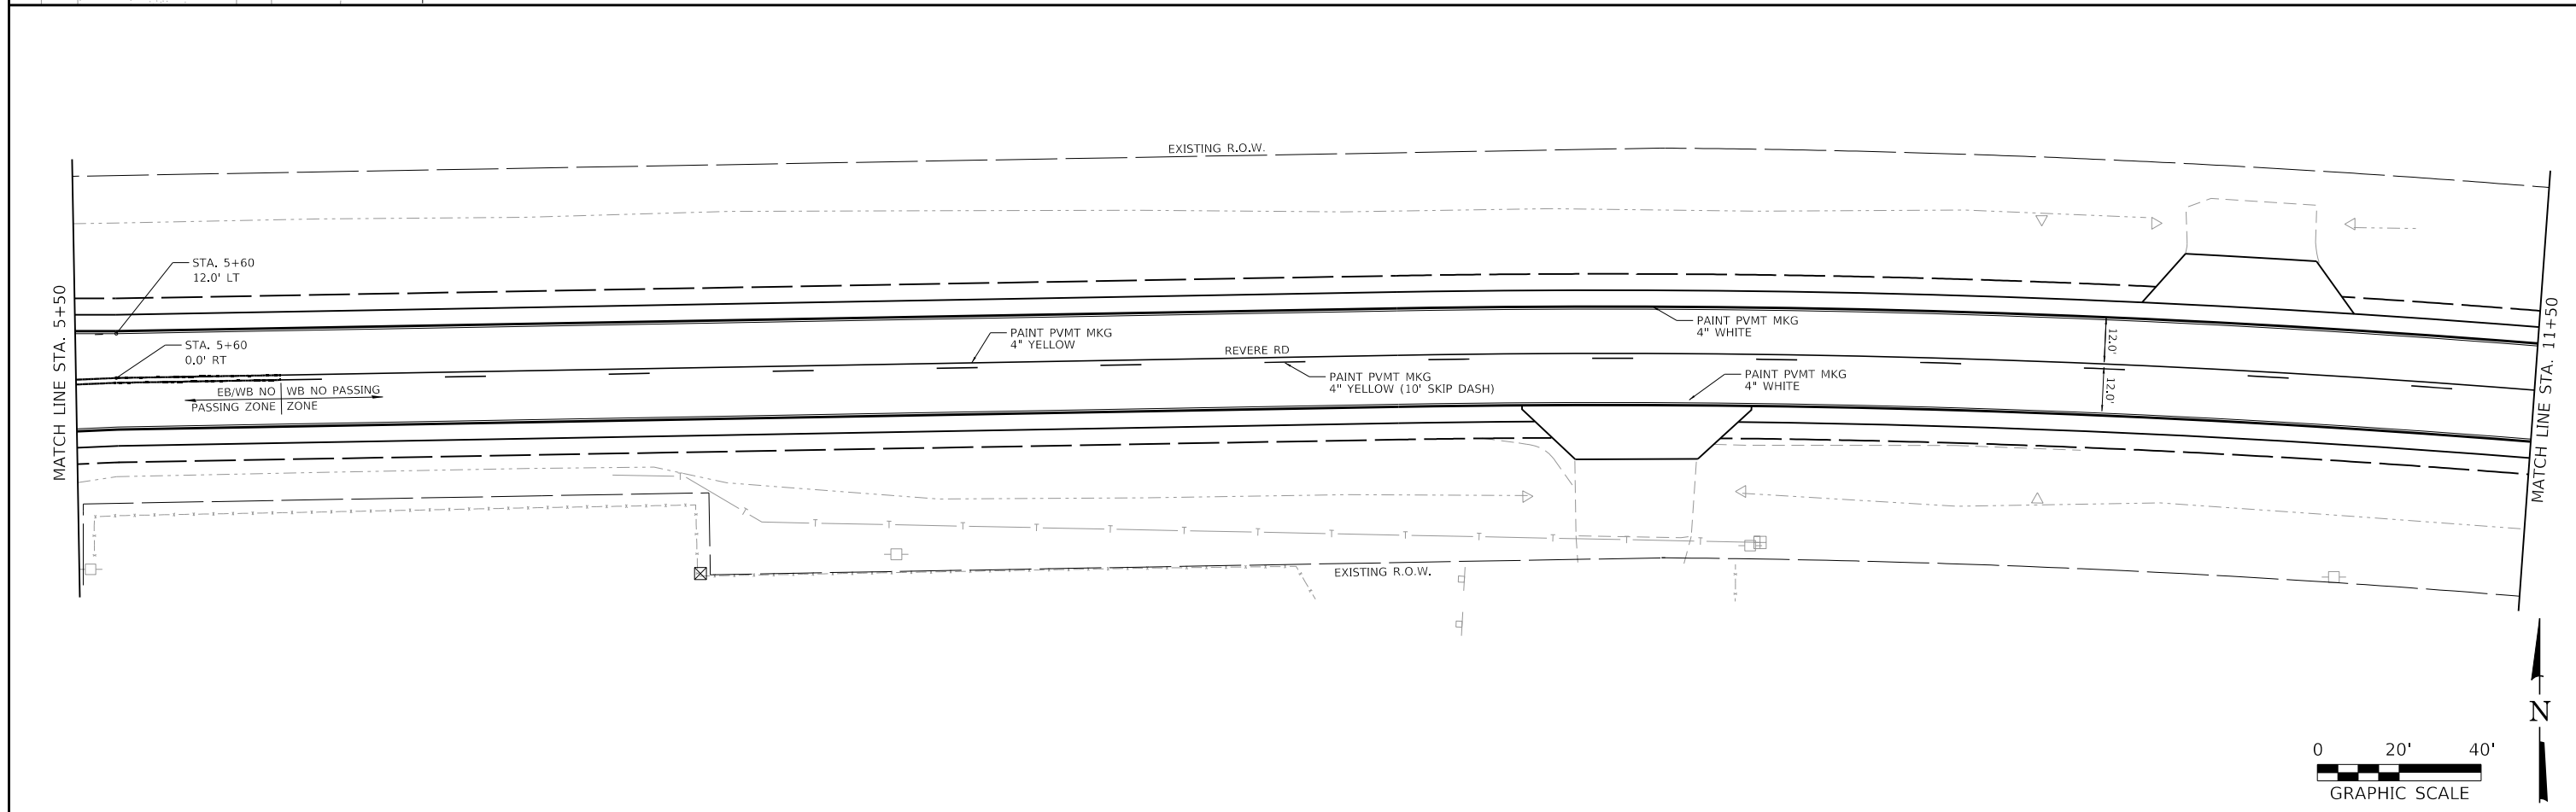 EXISTING R.O.W.
STA. 5+60
12.0' LT
MATCH LINE STA. 5+50
STA. 5+60
0.0' RT
EB/WB NO
PASSING ZONE
WB NO PASSING
ZONE
PAINT PVMT MKG
4" YELLOW
REVERE RD
PAINT PVMT MKG
4" YELLOW (10' SKIP DASH)
PAINT PVMT MKG
4" WHITE
PAINT PVMT MKG
4" WHITE
12.0'
12.0'
MATCH LINE STA. 11+50
T T T T T T T T T T T T T T T
EXISTING R.O.W.
N
0 20' 40'
GRAPHIC SCALE